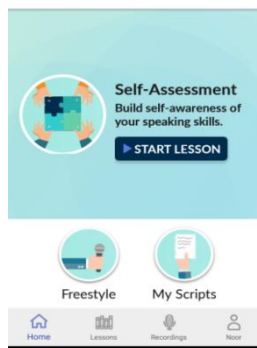 Self-Assessment
Build self-awareness of
your speaking skills.
START LESSON
Freestyle My Scripts
Home Lessons Recordings Noor